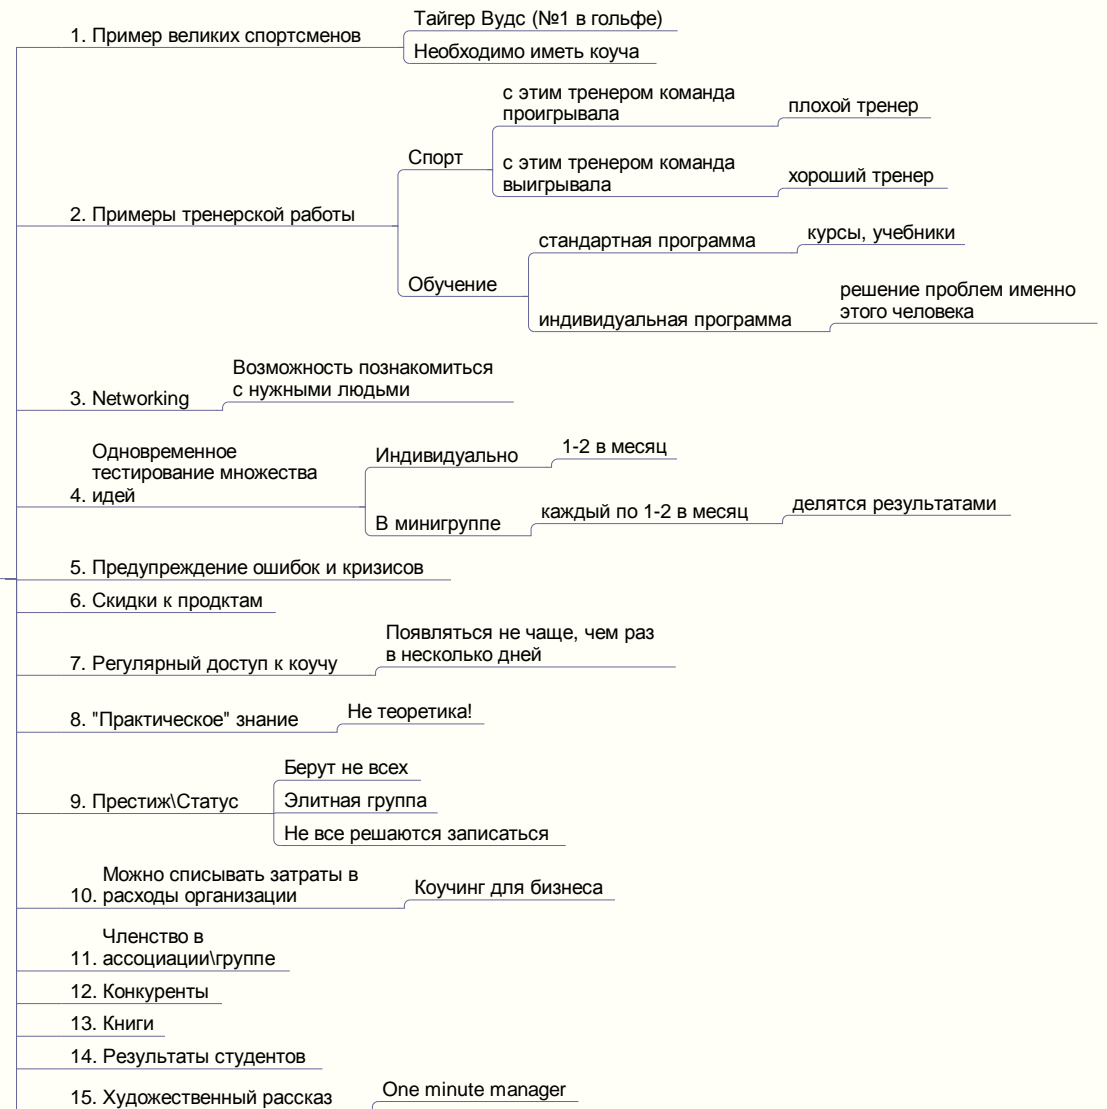 1. Пример великих спортсменов
Тайгер Вудс (№1 в гольфе)
Необходимо иметь коуча
2. Примеры тренерской работы
Спорт
с этим тренером команда
проигрывала
плохой тренер
с этим тренером команда
выигрывала
хороший тренер
Обучение
стандартная программа
курсы, учебники
индивидуальная программа
решение проблем именно
этого человека
3. Networking
Возможность познакомиться
с нужными людьми
Одновременное
тестирование множества
4. идей
Индивидуально
1-2 в месяц
В минигруппе
каждый по 1-2 в месяц
делятся результатами
5. Предупреждение ошибок и кризисов
6. Скидки к продктам
7. Регулярный доступ к коучу
Появляться не чаще, чем раз
в несколько дней
8. "Практическое" знание
Не теоретика!
9. Престиж\Статус
Берут не всех
Элитная группа
Не все решаются записаться
Можно списывать затраты в
10. расходы организации
Коучинг для бизнеса
Членство в
11. ассоциации\группе
12. Конкуренты
13. Книги
14. Результаты студентов
15. Художественный рассказ
One minute manager